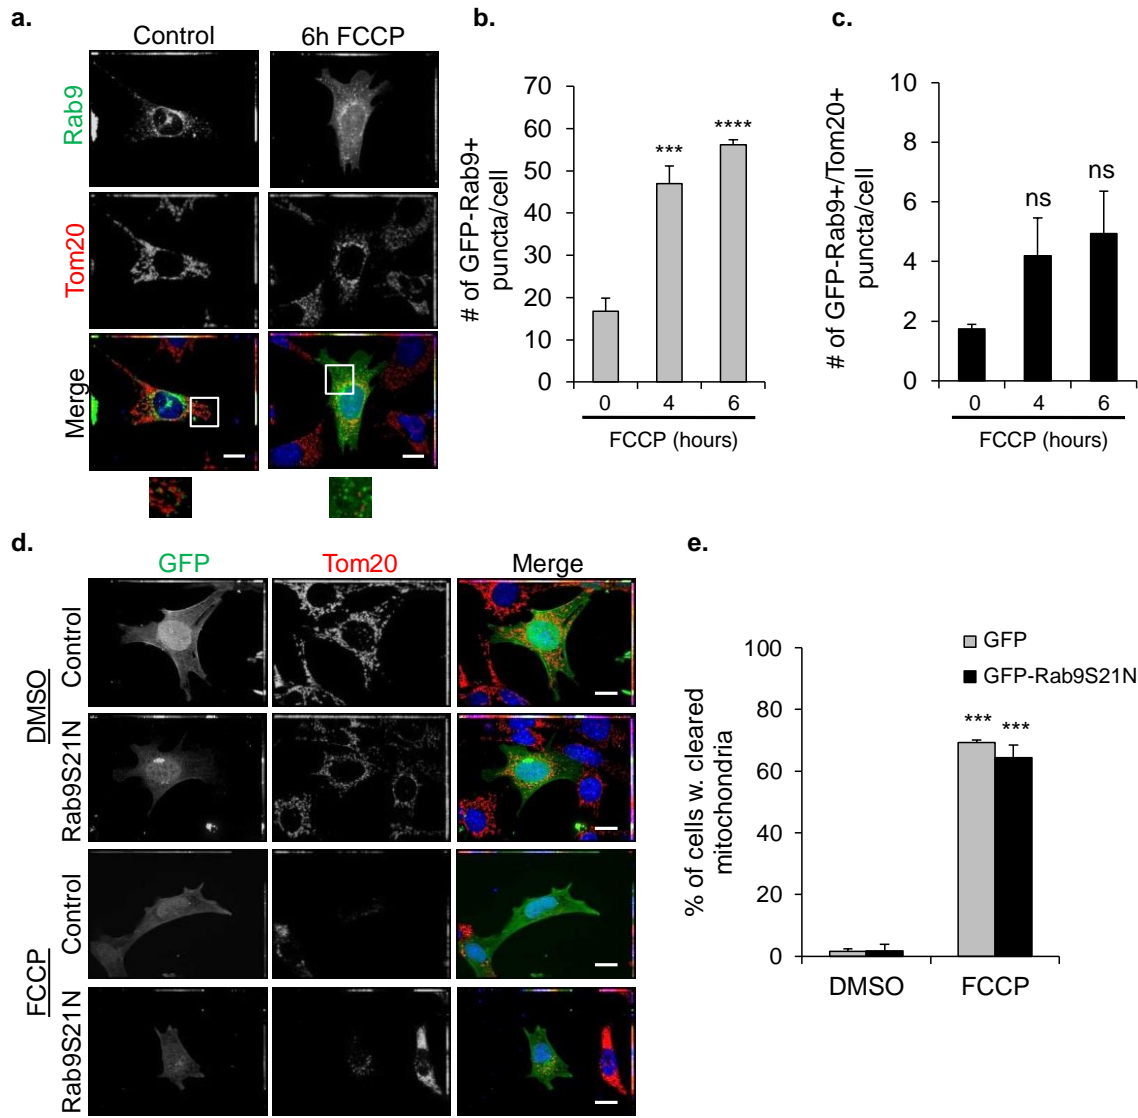 a.
Control
6h FCCP
Rab9
Tom20
Merge
b.
# of GFP-Rab9+
puncta/cell
70
60
50
40
30
20
10
0
***
****
0 4 6
FCCP (hours)
c.
# of GFP-Rab9+/Tom20+
puncta/cell
10
8
6
4
2
0
ns
ns
0 4 6
FCCP (hours)
d.
GFP Tom20 Merge
DMSO
Control
Rab9S21N
FCCP
Control
Rab9S21N
e.
% of cells w. cleared
mitochondria
100
80
60
40
20
0
GFP
GFP-Rab9S21N
*** ***
DMSO FCCP